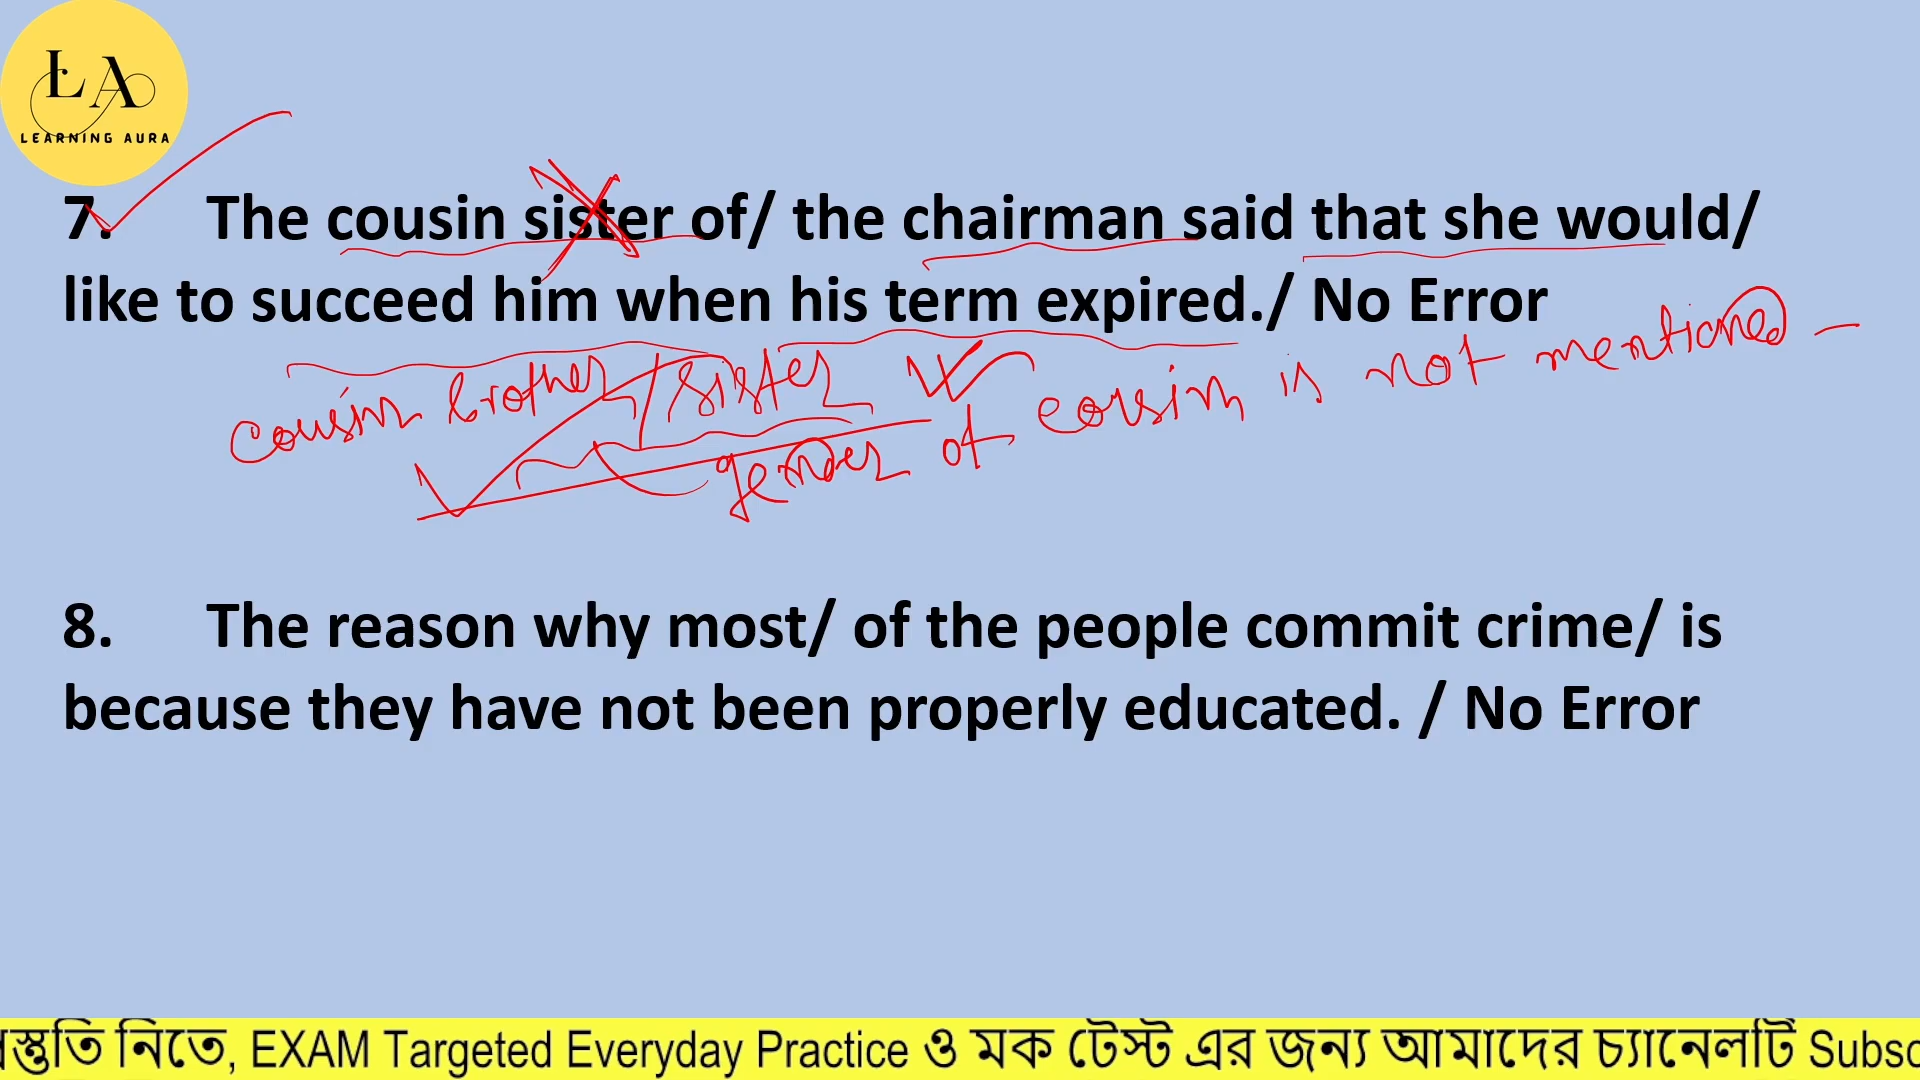 LA
LEARNING AURA
7. The cousin sister of/ the chairman said that she would/
like to succeed him when his term expired./ No Error
cousin brother / sister
gender of cousin is not mentioned -
8. The reason why most/ of the people commit crime/ is
because they have not been properly educated. / No Error
স্তুতি নিতে, EXAM Targeted Everyday Practice ও মক টেস্ট এর জন্য আমাদের চ্যানেলটি Subsc